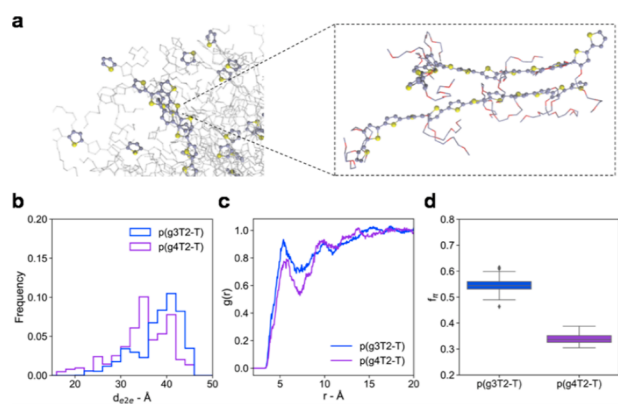 a
b
c
d
0.20
0.15
0.10
0.05
0.00
Frequency
p(g3T2-T)
p(g4T2-T)
20
30
40
50
de2e - Å
1.0
0.8
0.6
0.4
0.2
0.0
g(r)
p(g3T2-T)
p(g4T2-T)
5
10
15
20
r - Å
0.8
0.7
0.6
0.5
0.4
0.3
0.2
p(g3T2-T)
p(g4T2-T)